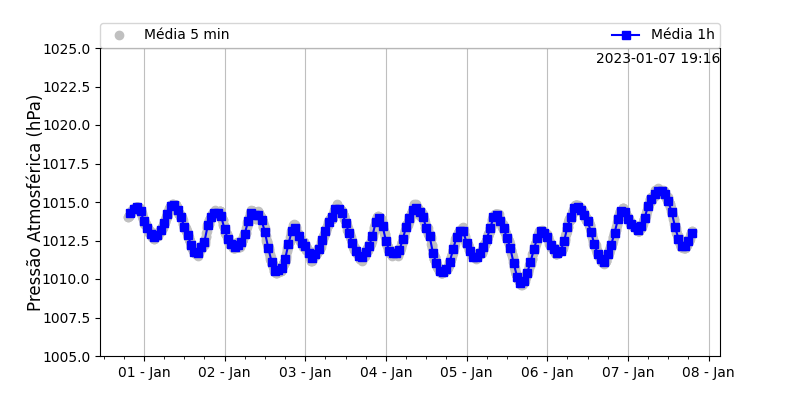 Média 5 min
Média 1h
2023-01-07 19:16
Pressão Atmosférica (hPa)
1025.0
1022.5
1020.0
1017.5
1015.0
1012.5
1010.0
1007.5
1005.0
01 - Jan
02 - Jan
03 - Jan
04 - Jan
05 - Jan
06 - Jan
07 - Jan
08 - Jan